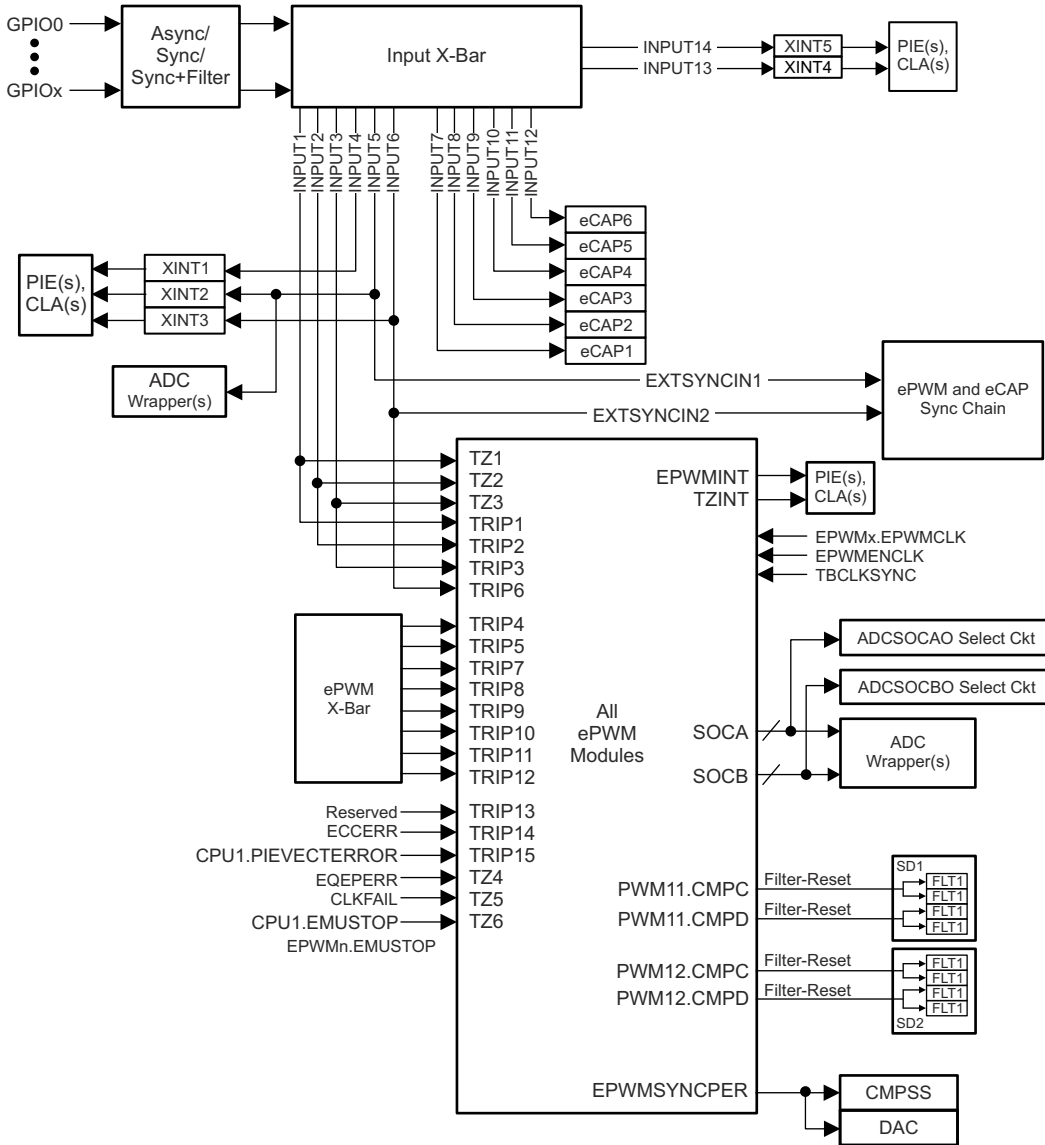 GPIO0
GPIOx
Async/
Sync/
Sync+Filter
Input X-Bar
INPUT14
INPUT13
XINT5
XINT4
PIE(s),
CLA(s)
INPUT1
INPUT2
INPUT3
INPUT4
INPUT5
INPUT6
INPUT7
INPUT8
INPUT9
INPUT10
INPUT11
INPUT12
eCAP6
eCAP5
eCAP4
eCAP3
eCAP2
eCAP1
PIE(s),
CLA(s)
XINT1
XINT2
XINT3
ADC
Wrapper(s)
EXTSYNCIN1
EXTSYNCIN2
ePWM and eCAP
Sync Chain
TZ1
TZ2
TZ3
TRIP1
TRIP2
TRIP3
TRIP6
EPWMINT
TZINT
PIE(s),
CLA(s)
EPWMx.EPWMCLK
EPWMENCLK
TBCLKSYNC
ePWM
X-Bar
TRIP4
TRIP5
TRIP7
TRIP8
TRIP9
TRIP10
TRIP11
TRIP12
All
ePWM
Modules
SOCA
SOCB
ADCSOCAO Select Ckt
ADCSOCBO Select Ckt
ADC
Wrapper(s)
Reserved
ECCERR
CPU1.PIEVECTERROR
EQEPERR
CLKFAIL
CPU1.EMUSTOP
EPWMn.EMUSTOP
TRIP13
TRIP14
TRIP15
TZ4
TZ5
TZ6
PWM11.CMPC
Filter-Reset
PWM11.CMPD
Filter-Reset
SD1
FLT1
FLT1
FLT1
FLT1
PWM12.CMPC
Filter-Reset
PWM12.CMPD
Filter-Reset
FLT1
FLT1
FLT1
FLT1
SD2
EPWMSYNCPER
CMPSS
DAC